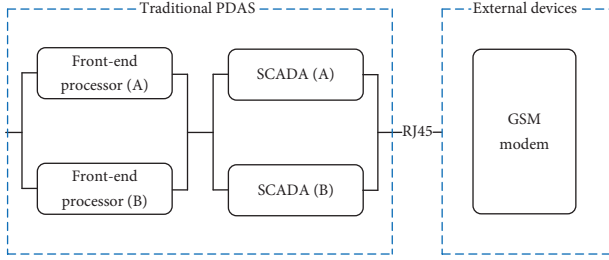 Traditional PDAS
External devices
Front-end
processor (A)
SCADA (A)
GSM
modem
RJ45
Front-end
processor (B)
SCADA (B)